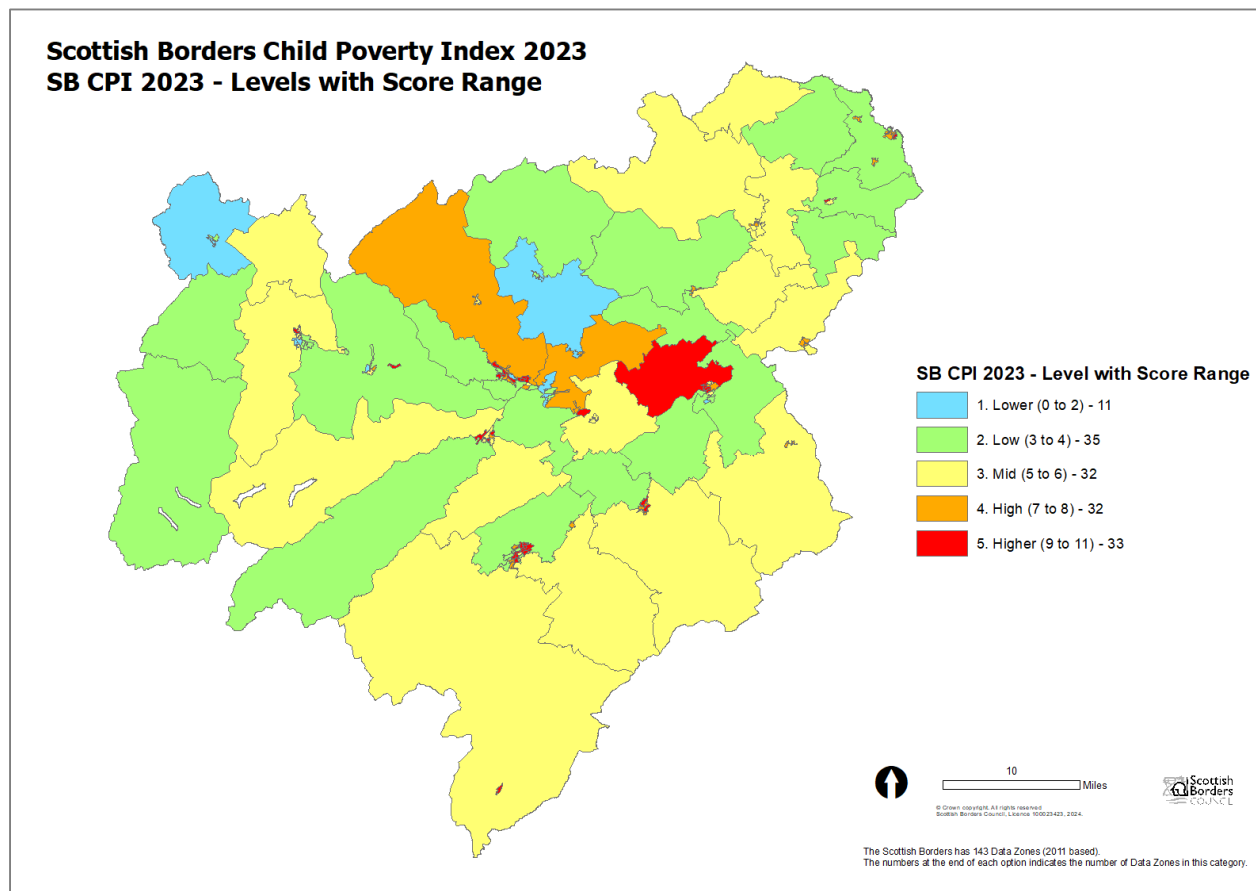 Scottish Borders Child Poverty Index 2023
SB CPI 2023 - Levels with Score Range
SB CPI 2023 - Level with Score Range
1. Lower (0 to 2) - 11
2. Low (3 to 4) - 35
3. Mid (5 to 6) - 32
4. High (7 to 8) - 32
5. Higher (9 to 11) - 33
10
Miles
© Crown copyright. All rights reserved
Scottish Borders Council, Licence 100023423, 2024.
Scottish
Borders
COUNCIL
The Scottish Borders has 143 Data Zones (2011 based).
The numbers at the end of each option indicates the number of Data Zones in this category.